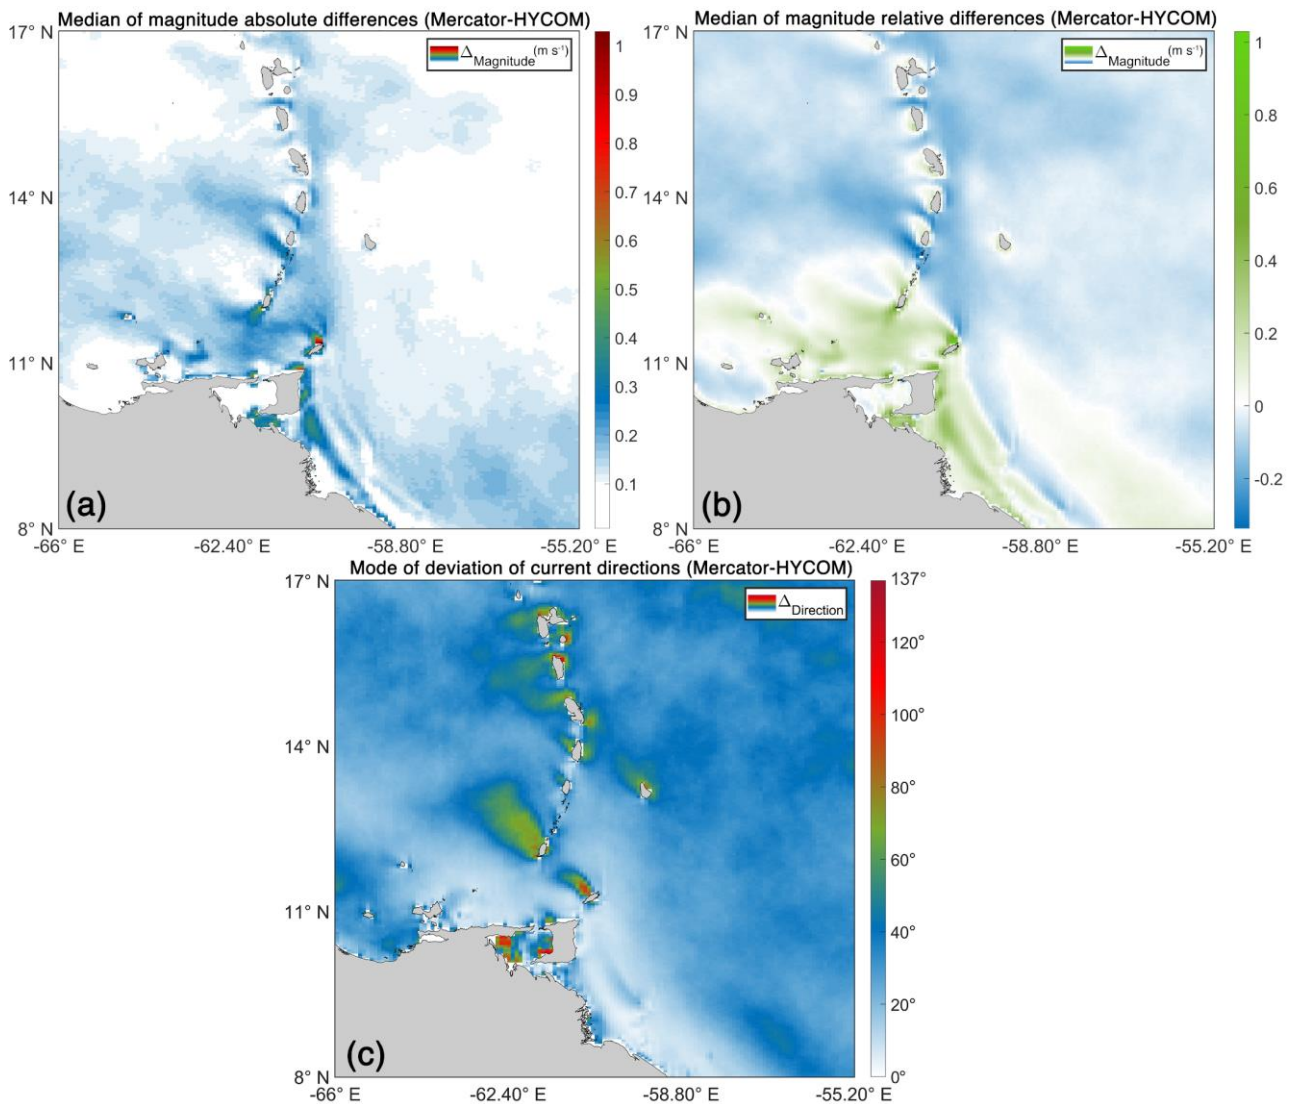 Median of magnitude absolute differences (Mercator-HYCOM)
17° N
14° N
11° N
8° N
-66 ° E
-62.40 ° E
-58.80 ° E
-55.20 ° E
ΔMagnitude(m s-1)
1
0.9
0.8
0.7
0.6
0.5
0.4
0.3
0.2
0.1
(a)
Median of magnitude relative differences (Mercator-HYCOM)
17° N
14° N
11° N
8° N
-66 ° E
-62.40 ° E
-58.80 ° E
-55.20 ° E
ΔMagnitude(m s-1)
1
0.8
0.6
0.4
0.2
0
-0.2
(b)
Mode of deviation of current directions (Mercator-HYCOM)
17° N
14° N
11° N
8° N
-66° E
-62.40 ° E
-58.80 ° E
-55.20 ° E
ΔDirection
137°
120°
100°
80°
60°
40°
20°
0°
(c)